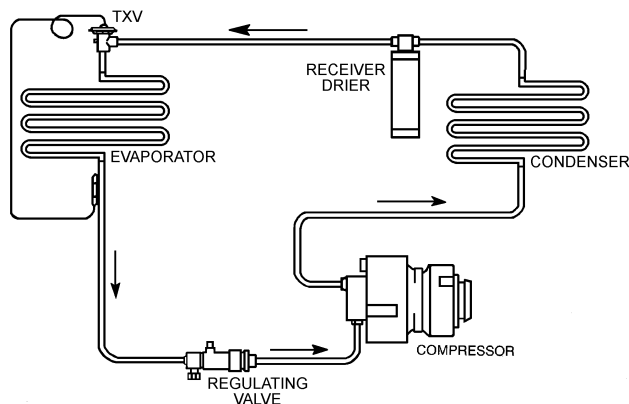 TXV
RECEIVER
DRIER
EVAPORATOR
CONDENSER
COMPRESSOR
REGULATING
VALVE